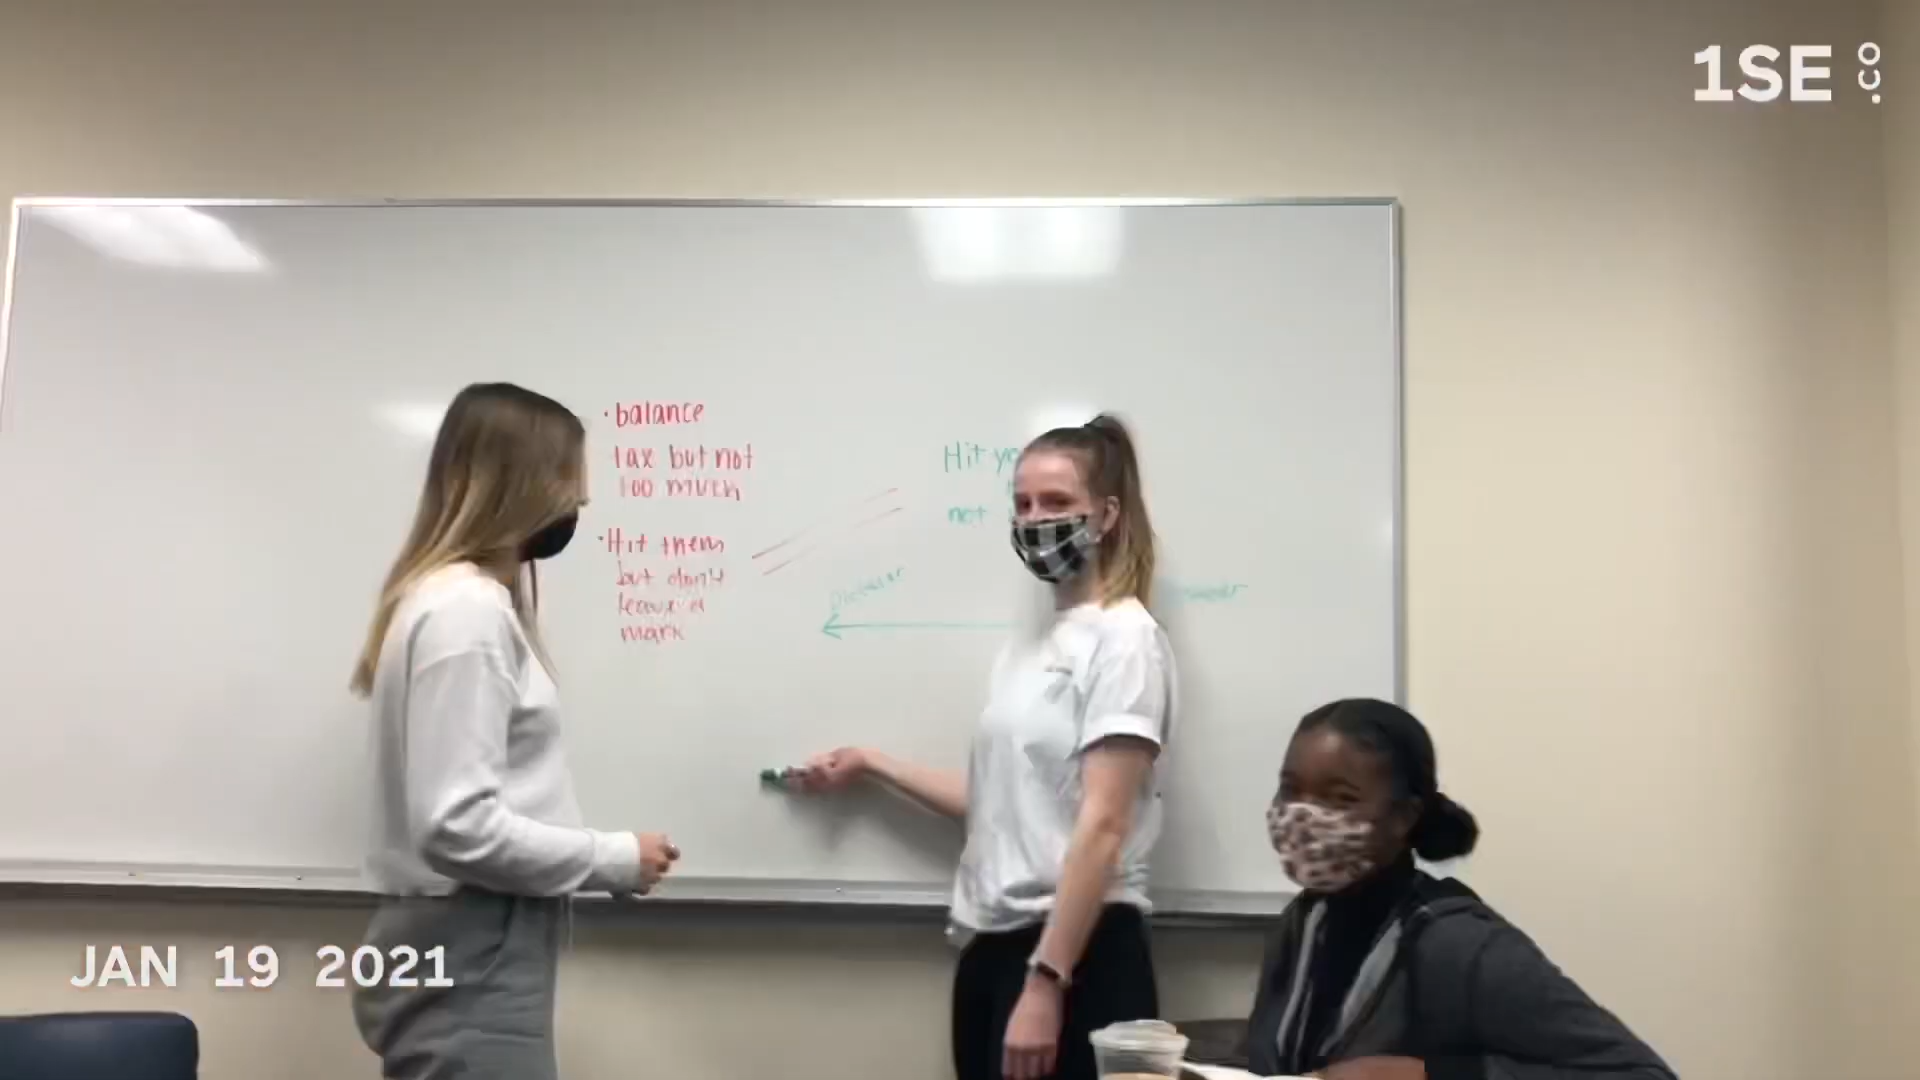 1SE .co
· balance
tax but not
too much
· Hit them
but don't
leave a
mark
Hit yo
not
JAN 19 2021